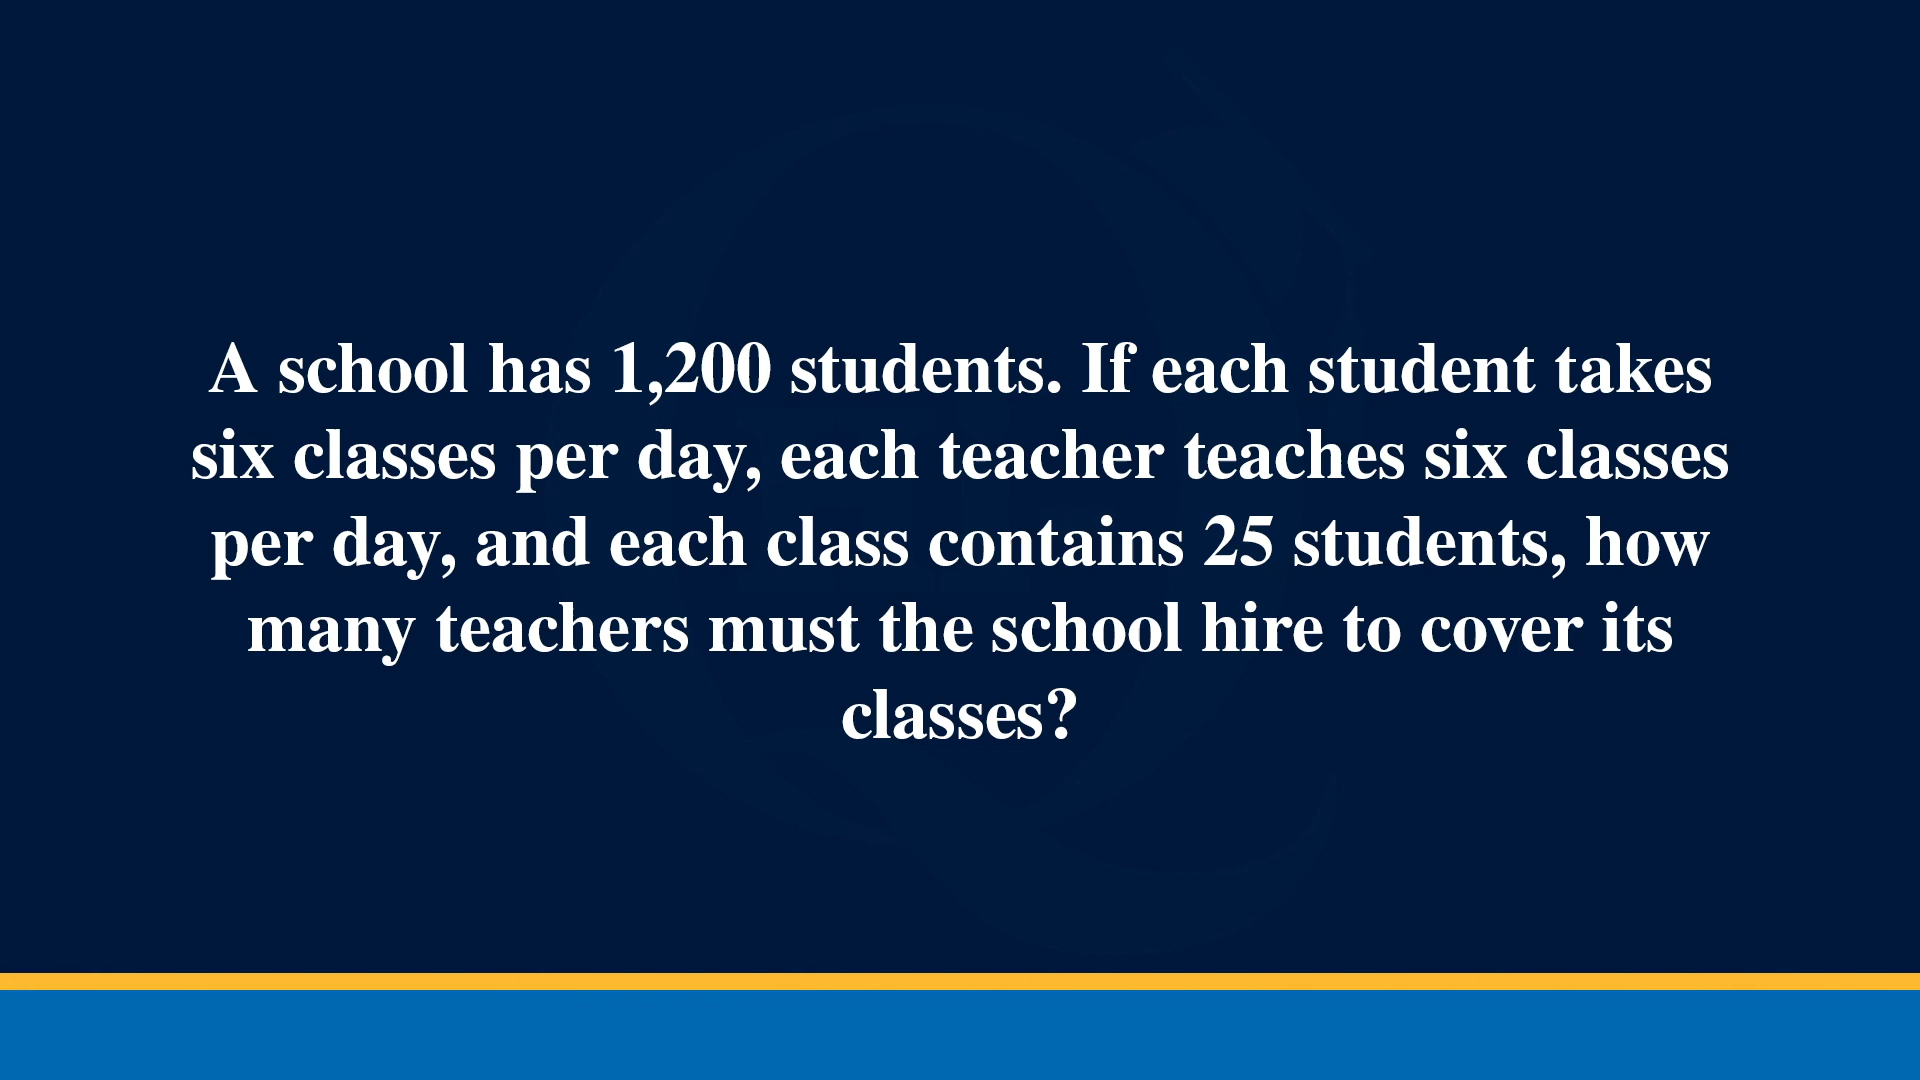 A school has 1,200 students. If each student takes
six classes per day, each teacher teaches six classes
per day, and each class contains 25 students, how
many teachers must the school hire to cover its
classes?